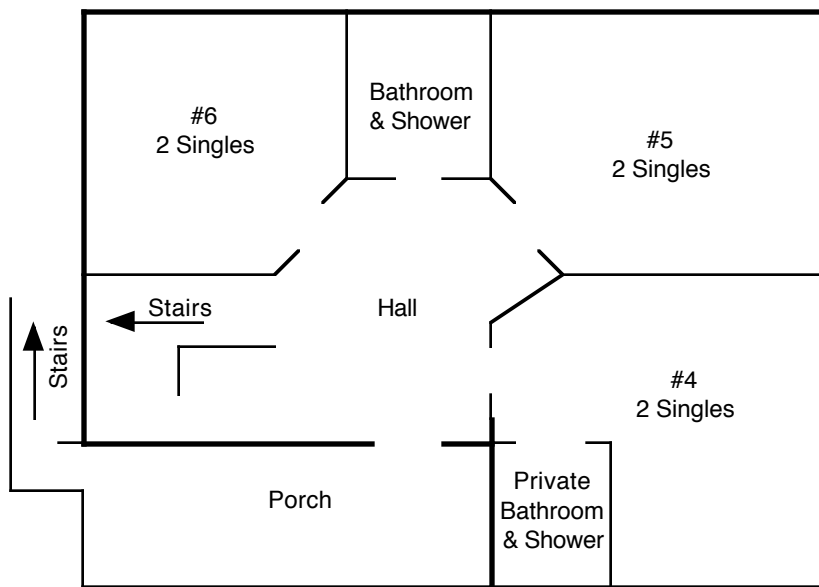 #6
2 Singles
Bathroom
& Shower
#5
2 Singles
Stairs
Hall
Stairs
#4
2 Singles
Porch
Private
Bathroom
& Shower